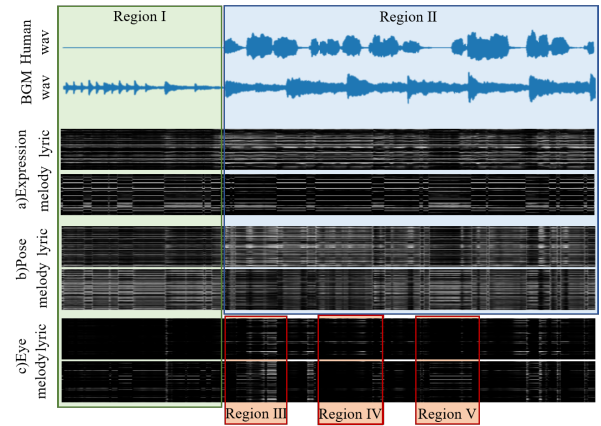 Region I
Region II
Human
wav
BGM
wav
a)Expression
lyric
melody
b)Pose
lyric
melody
c)Eye
lyric
melody
Region III
Region IV
Region V